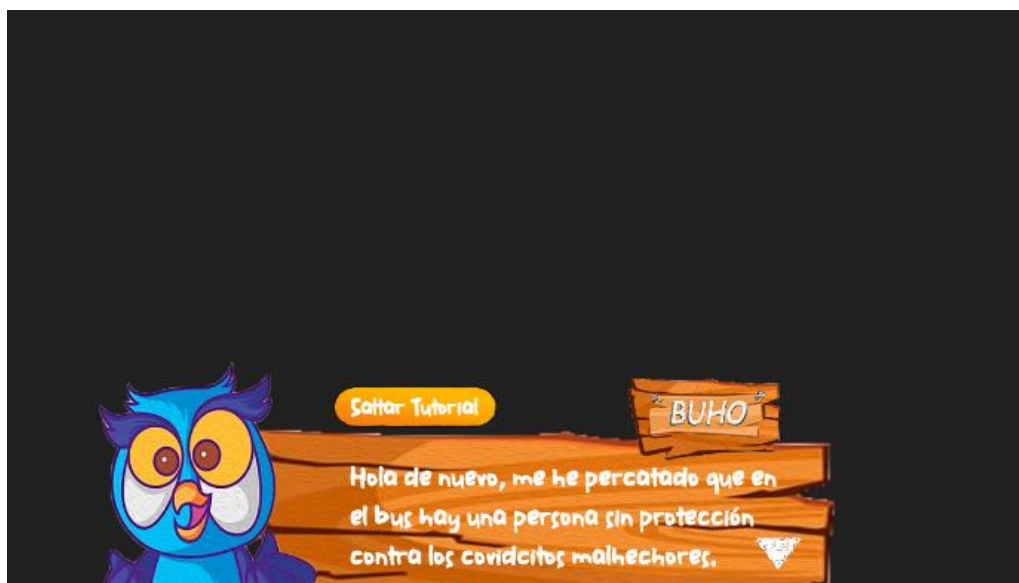 Saltar Tutorial
BUHO
Hola de nuevo, me he percatado que en
el bus hay una persona sin protección
contra los covidcitos malhechores.